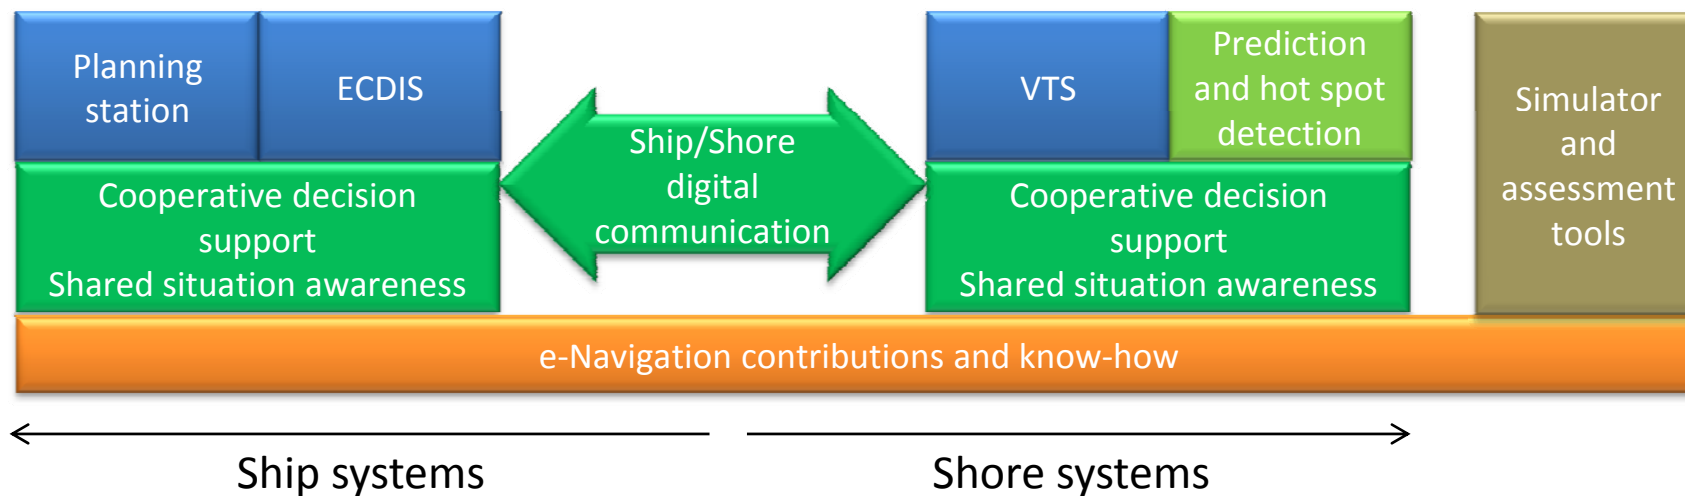 Planning
station
ECDIS
Cooperative decision
support
Shared situation awareness
Ship/Shore
digital
communication
VTS
Prediction
and hot spot
detection
Cooperative decision
support
Shared situation awareness
Simulator
and
assessment
tools
e-Navigation contributions and know-how
Ship systems
Shore systems